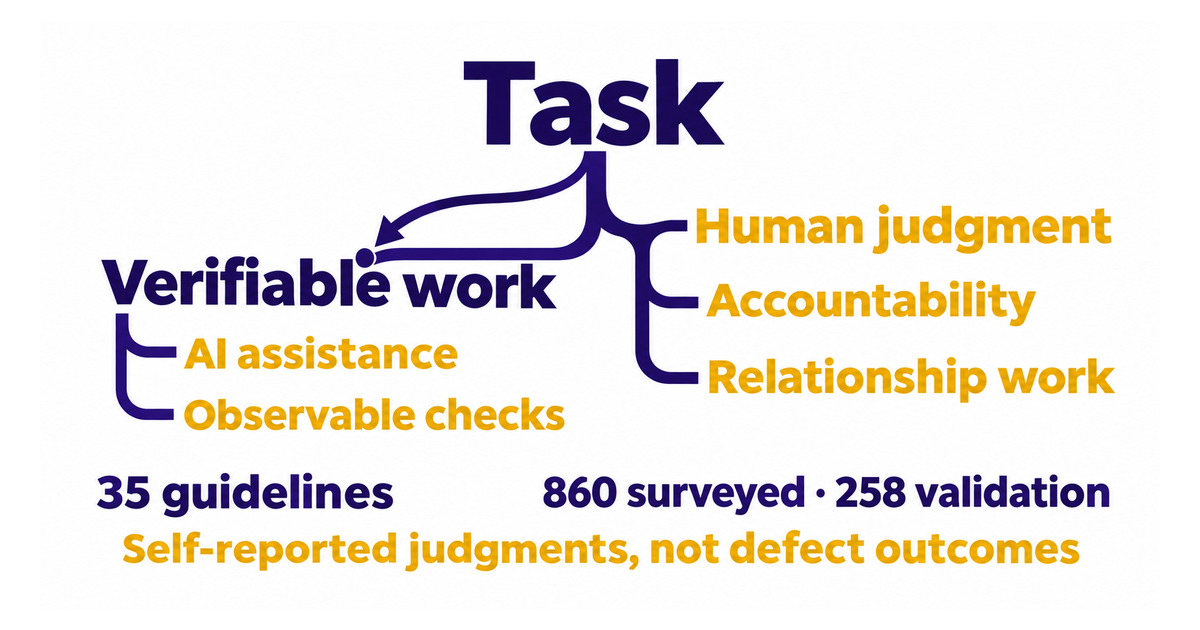 Task
Human judgment
Verifiable work
Accountability
AI assistance
Relationship work
Observable checks
35 guidelines
860 surveyed · 258 validation
Self-reported judgments, not defect outcomes